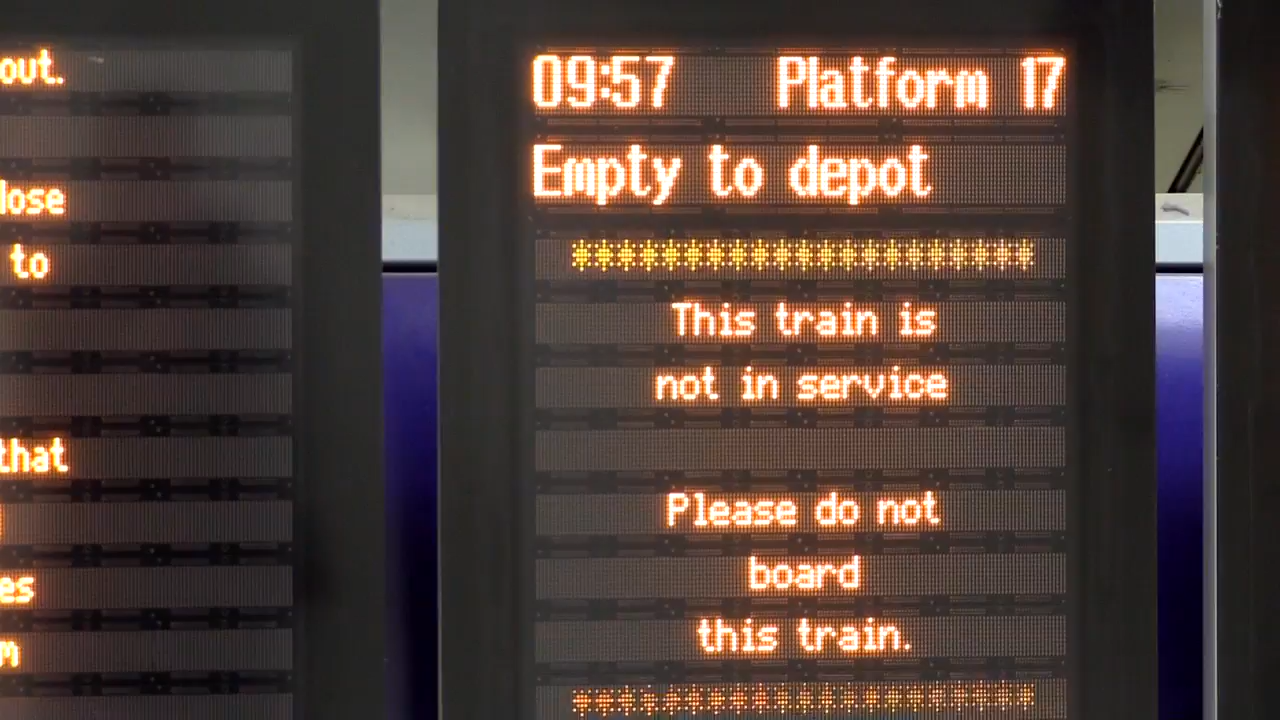 out.
lose
to
that
es
m
09:57 Platform 17
Empty to depot
*********************
This train is
not in service
Please do not
board
this train.
*********************